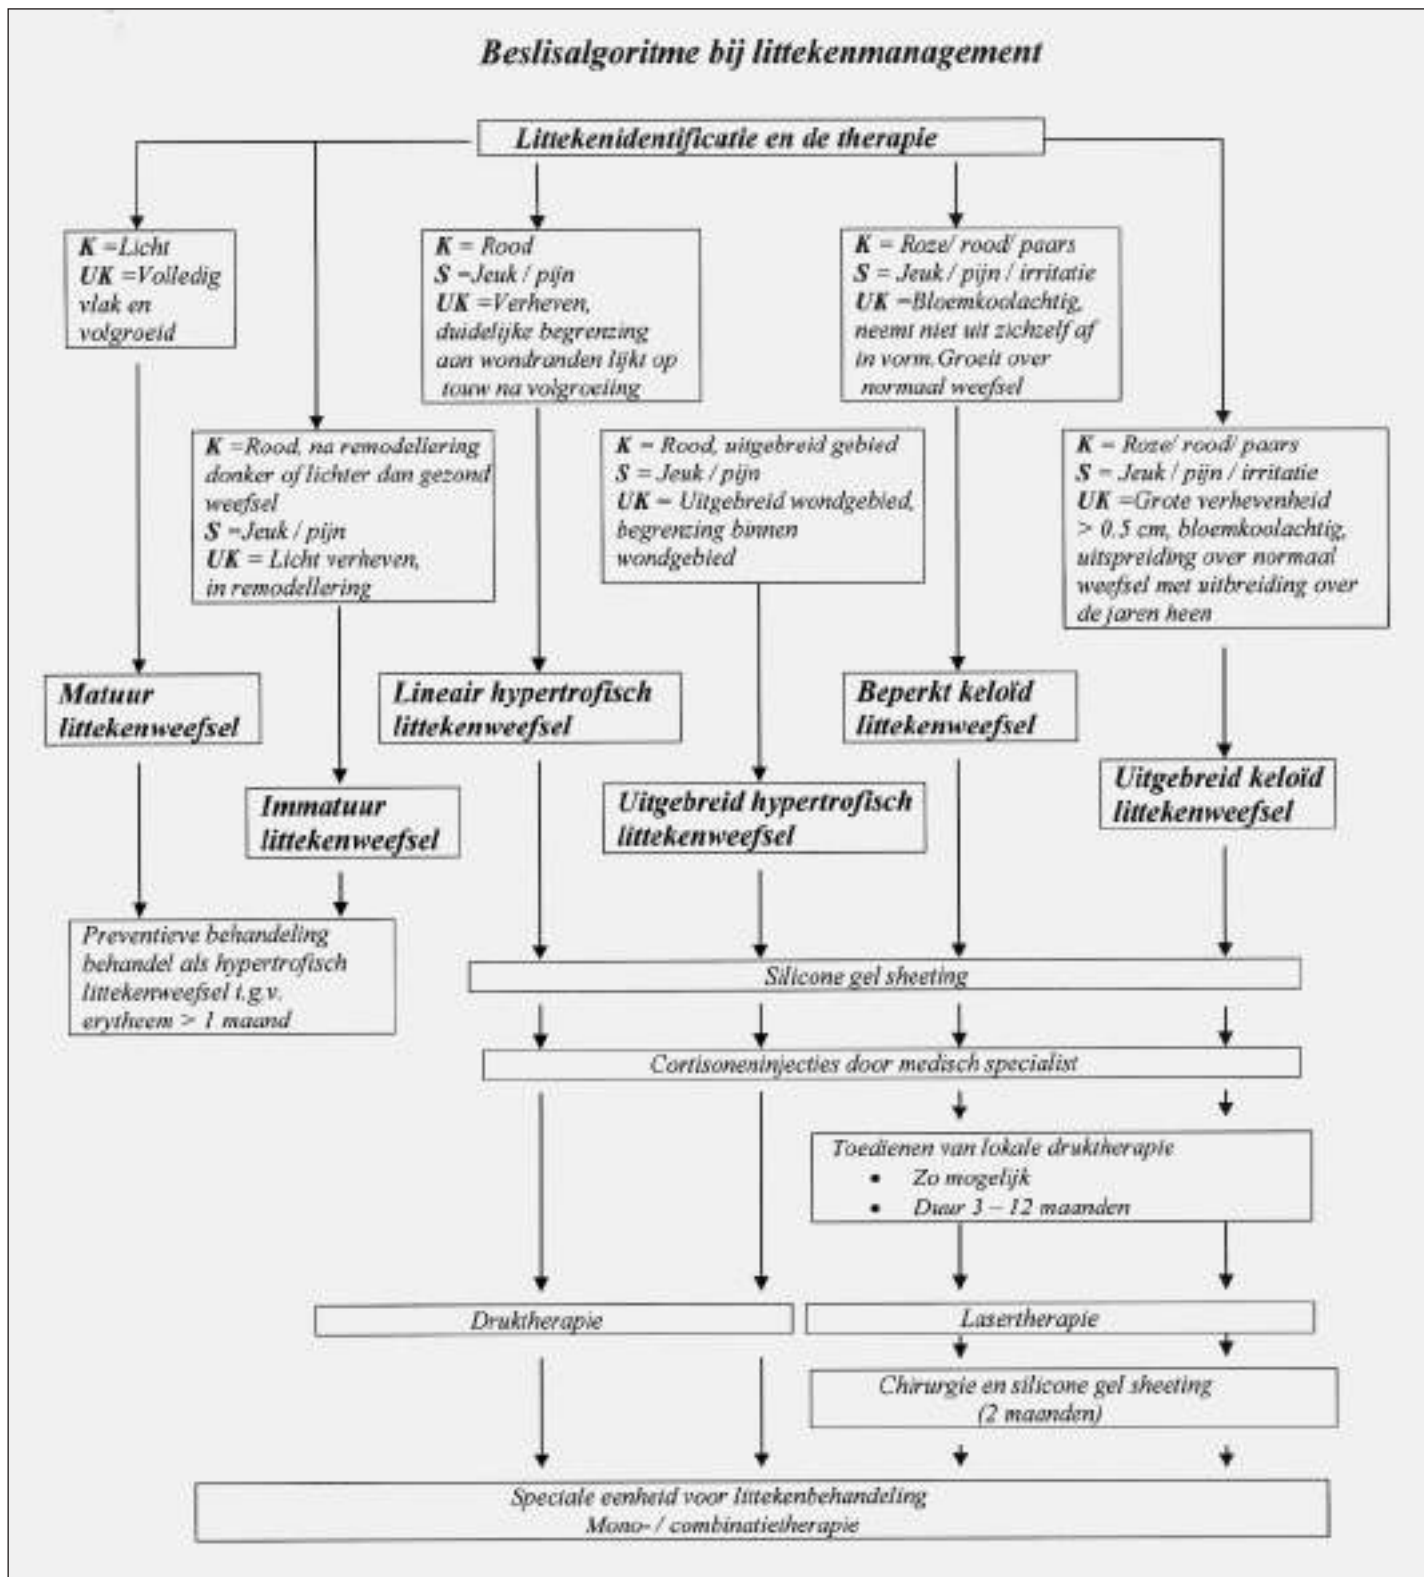 Beslisalgoritme bij littekenmanagement
Littekenidentificatie en de therapie
K =Licht
UK =Volledig
vlak en
volgroeid
K = Rood
S =Jeuk / pijn
UK =Verheven,
duidelijke begrenzing
aan wondranden lijkt op
touw na volgroeiing
K = Roze/ rood/ paars
S = Jeuk / pijn / irritatie
UK =Bloemkoolachtig,
neemt niet uit zichzelf af
in vorm.Groeit over
normaal weefsel
K =Rood, na remodellering
donker of lichter dan gezond
weefsel
S =Jeuk / pijn
UK = Licht verheven,
in remodellering
K = Rood, uitgebreid gebied
S = Jeuk / pijn
UK = Uitgebreid wondgebied,
begrenzing binnen
wondgebied
K = Roze/ rood/ paars
S = Jeuk / pijn / irritatie
UK =Grote verhevenheid
> 0.5 cm, bloemkoolachtig,
uitspreiding over normaal
weefsel met uitbreiding over
de jaren heen
Matuur
littekenweefsel
Lineair hypertrofisch
littekenweefsel
Beperkt keloïd
littekenweefsel
Immatuur
littekenweefsel
Uitgebreid hypertrofisch
littekenweefsel
Uitgebreid keloïd
littekenweefsel
Preventieve behandeling
behandel als hypertrofisch
littekenweefsel t.g.v.
erytheem > 1 maand
Silicone gel sheeting
Cortisoneninjecties door medisch specialist
Toedienen van lokale druktherapie
• Zo mogelijk
• Duur 3 – 12 maanden
Druktherapie
Lasertherapie
Chirurgie en silicone gel sheeting
(2 maanden)
Speciale eenheid voor littekenbehandeling
Mono- / combinatietherapie